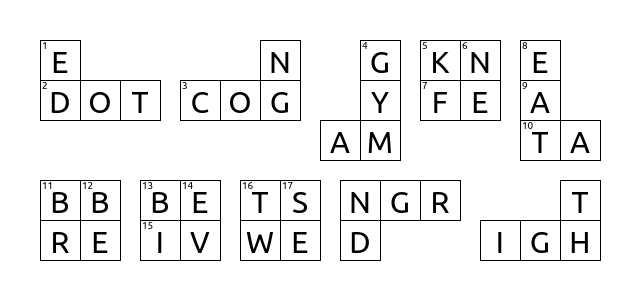 1 E N 4 G 5 K 6 N 8 E
2 D O T 3 C O G Y 7 F E 9 A
A M 10 T A
11 B 12 B 13 B 14 E 16 T 17 S N G R T
R E 15 I V W E D I G H